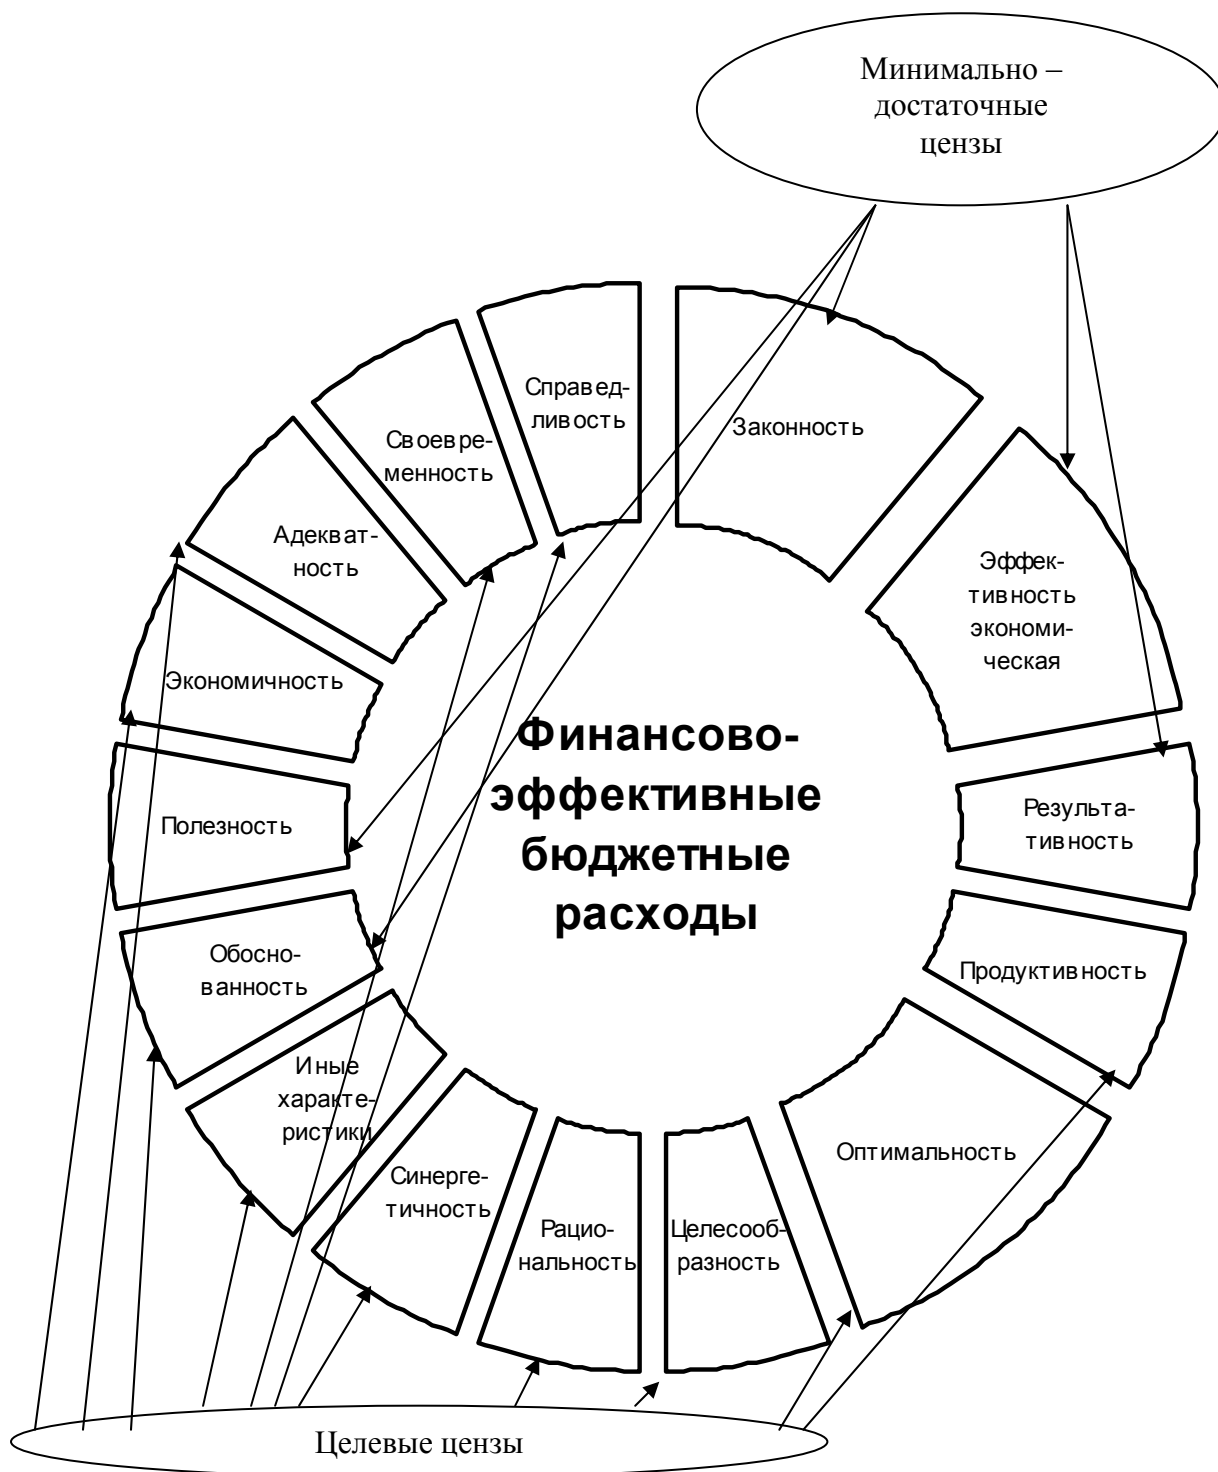 Минимально –
достаточные
цензы
Справед-
ливость
Законность
Своевре-
менность
Адекват-
ность
Эффек-
тивность
экономи-
ческая
Экономичность
Финансово-
эффективные
бюджетные
расходы
Полезность
Результа-
тивность
Обосно-
ванность
Продуктивность
Иные
характе-
ристики
Оптимальность
Синерге-
тичность
Рацио-
нальность
Целесооб-
разность
Целевые цензы